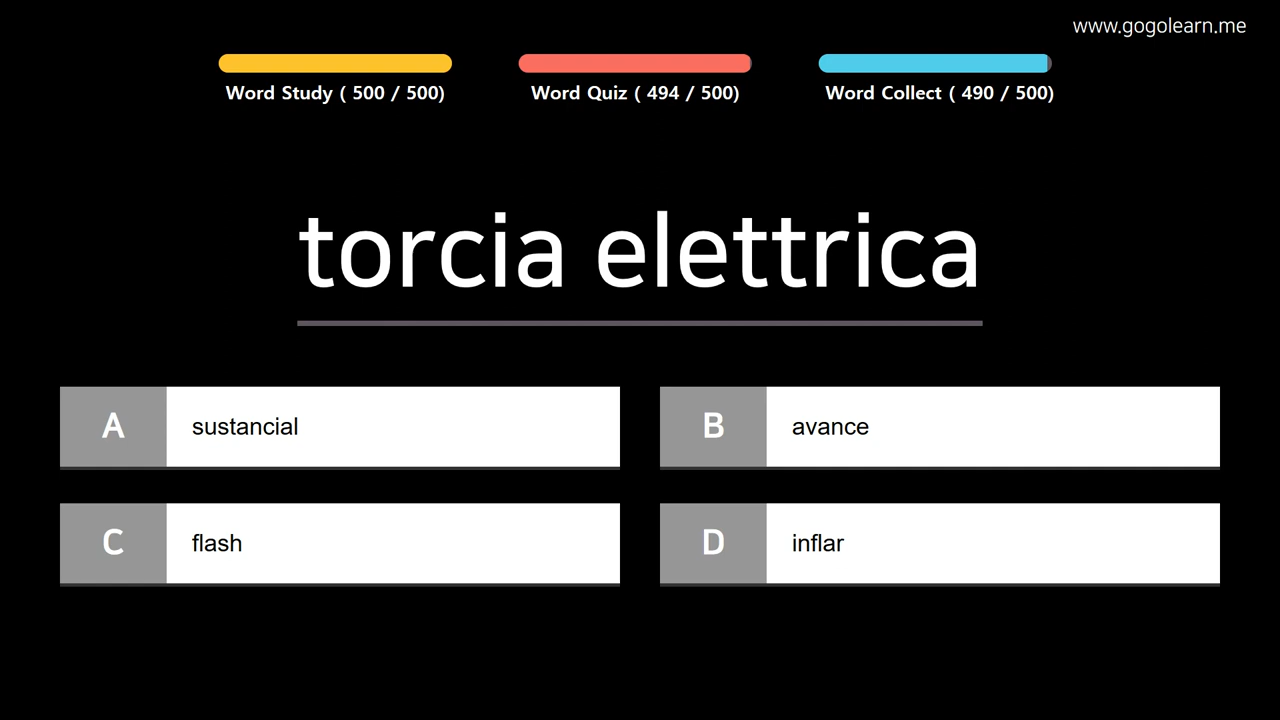 www.gogolearn.me
Word Study ( 500 / 500)
Word Quiz ( 494 / 500)
Word Collect ( 490 / 500)
torcia elettrica
A sustancial
B avance
C flash
D inflar